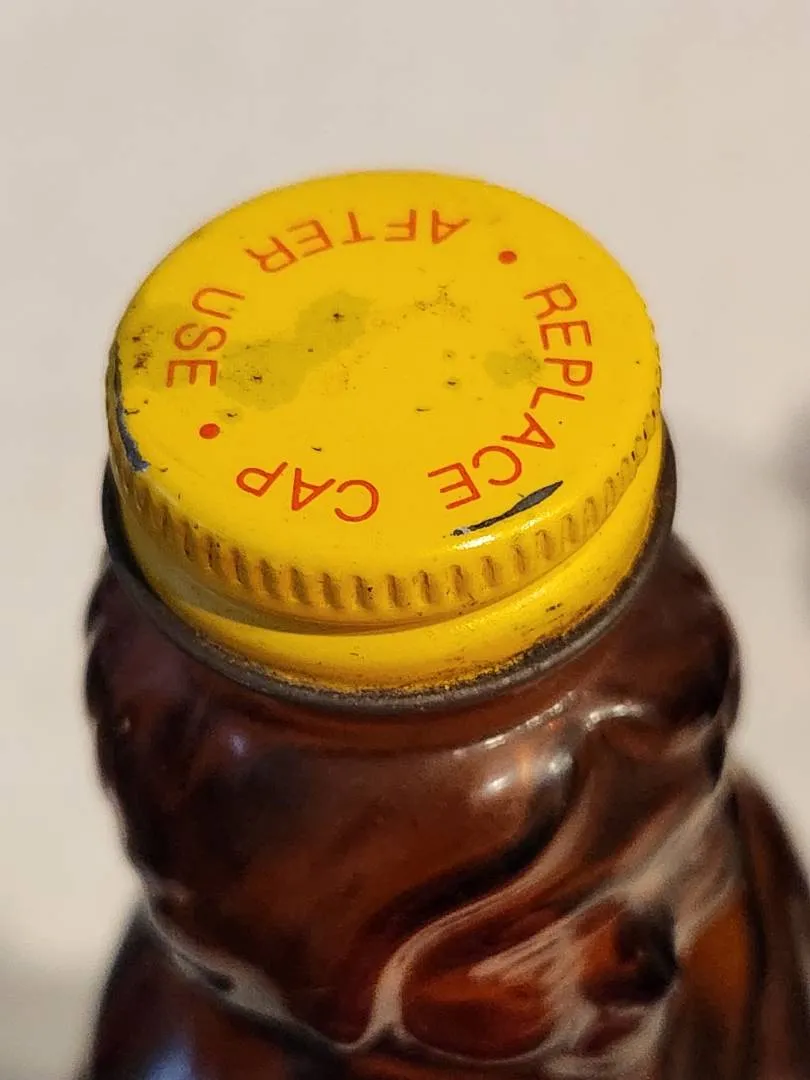 REPLACE CAP • AFTER USE •